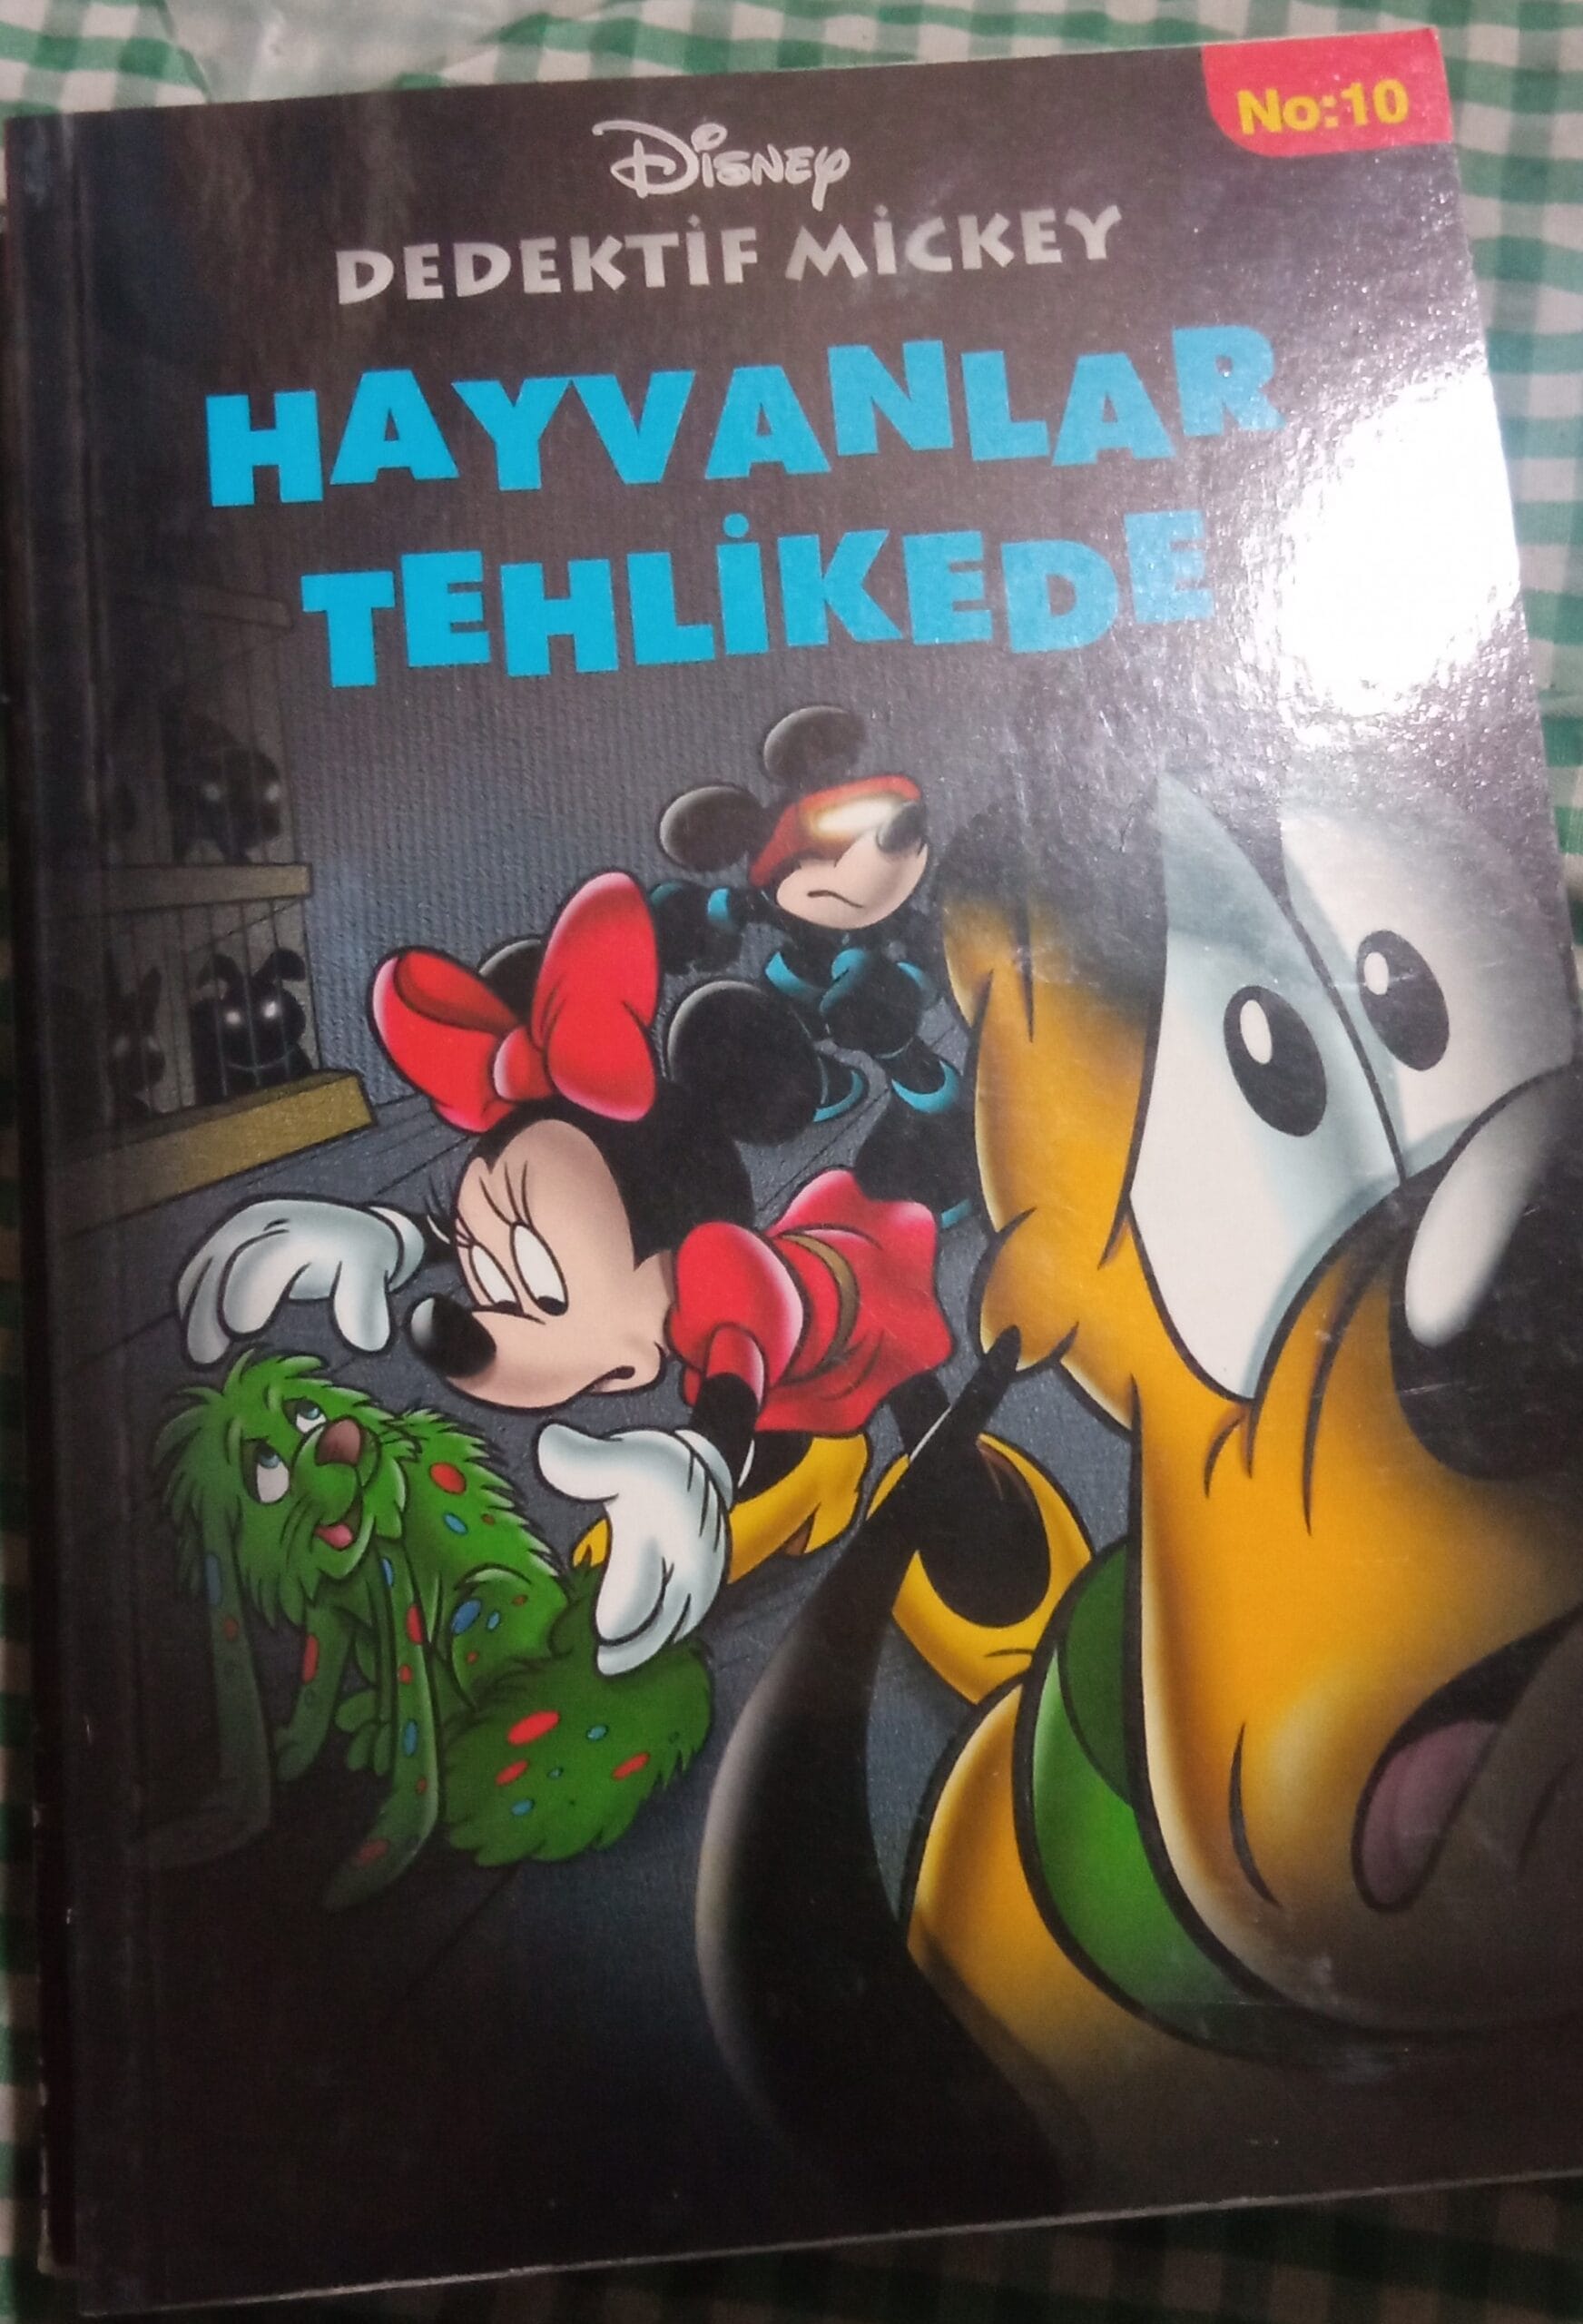 No:10
Disney
DEDEKTİF MİCKEY
HAYVANLAR
TEHLİKEDE